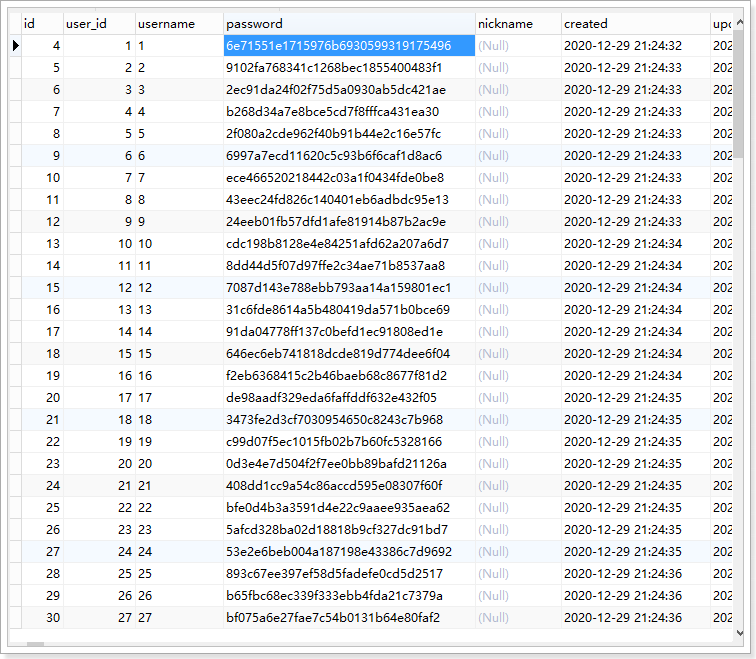 id user_id username password nickname created upd
4 1 1 6e71551e1715976b6930599319175496 (Null) 2020-12-29 21:24:32 202
5 2 2 9102fa768341c1268bec1855400483f1 (Null) 2020-12-29 21:24:33 202
6 3 3 2ec91da24f02f75d5a0930ab5dc421ae (Null) 2020-12-29 21:24:33 202
7 4 4 b268d34a7e8bce5cd7f8fffca431ea30 (Null) 2020-12-29 21:24:33 202
8 5 5 2f080a2cde962f40b91b44e2c16e57fc (Null) 2020-12-29 21:24:33 202
9 6 6 6997a7ecd11620c5c93b6f6caf1d8ac6 (Null) 2020-12-29 21:24:33 202
10 7 7 ece466520218442c03a1f0434fde0be8 (Null) 2020-12-29 21:24:33 202
11 8 8 43eec24fd826c140401eb6adbdc95e13 (Null) 2020-12-29 21:24:33 202
12 9 9 24eeb01fb57dfd1afe81914b87b2ac9e (Null) 2020-12-29 21:24:33 202
13 10 10 cdc198b8128e4e84251afd62a207a6d7 (Null) 2020-12-29 21:24:34 202
14 11 11 8dd44d5f07d97ffe2c34ae71b8537aa8 (Null) 2020-12-29 21:24:34 202
15 12 12 7087d143e788ebb793aa14a159801ec1 (Null) 2020-12-29 21:24:34 202
16 13 13 31c6fde8614a5b480419da571b0bce69 (Null) 2020-12-29 21:24:34 202
17 14 14 91da04778ff137c0befd1ec91808ed1e (Null) 2020-12-29 21:24:34 202
18 15 15 646ec6eb741818dcde819d774dee6f04 (Null) 2020-12-29 21:24:34 202
19 16 16 f2eb6368415c2b46baeb68c8677f81d2 (Null) 2020-12-29 21:24:34 202
20 17 17 de98aadf329eda6faffddf632e432f05 (Null) 2020-12-29 21:24:35 202
21 18 18 3473fe2d3cf7030954650c8243c7b968 (Null) 2020-12-29 21:24:35 202
22 19 19 c99d07f5ec1015fb02b7b60fc5328166 (Null) 2020-12-29 21:24:35 202
23 20 20 0d3e4e7d504f2f7ee0bb89bafd21126a (Null) 2020-12-29 21:24:35 202
24 21 21 408dd1cc9a54c86accd595e08307f60f (Null) 2020-12-29 21:24:35 202
25 22 22 bfe0d4b3a3591d4e22c9aaee935aea62 (Null) 2020-12-29 21:24:35 202
26 23 23 5afcd328ba02d18818b9cf327dc91bd7 (Null) 2020-12-29 21:24:35 202
27 24 24 53e2e6beb004a187198e43386c7d9692 (Null) 2020-12-29 21:24:35 202
28 25 25 893c67ee397ef58d5fadefe0cd5d2517 (Null) 2020-12-29 21:24:36 202
29 26 26 b65fbc68ec339f333ebb4fda21c7379a (Null) 2020-12-29 21:24:36 202
30 27 27 bf075a6e27fae7c54b0131b64e80faf2 (Null) 2020-12-29 21:24:36 202